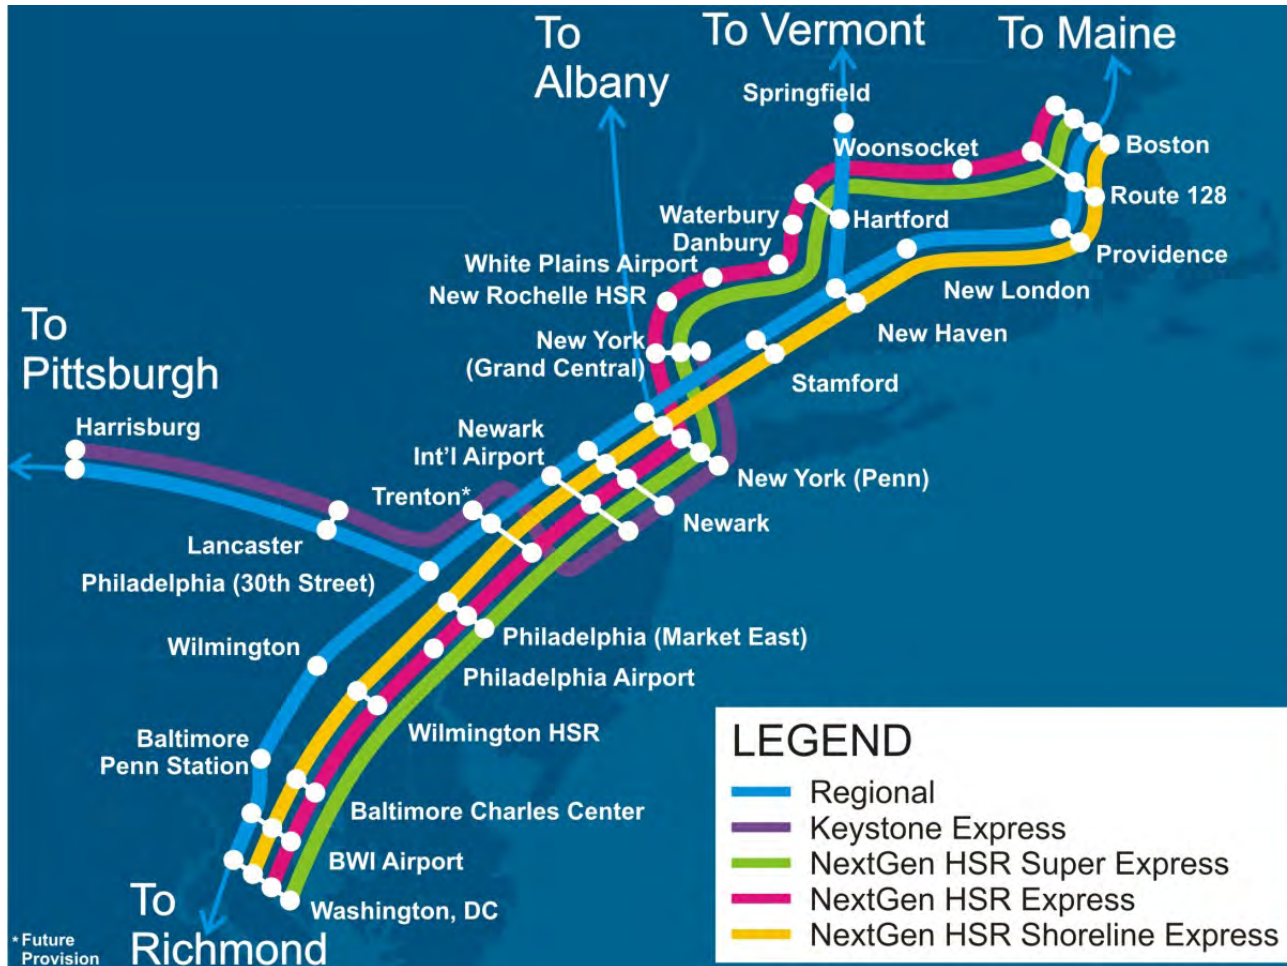 To
Albany
To Vermont
To Maine
Springfield
Woonsocket
Boston
Route 128
Waterbury
Danbury
Hartford
Providence
White Plains Airport
New Rochelle HSR
New London
To
Pittsburgh
New York
(Grand Central)
New Haven
Stamford
Harrisburg
Newark
Int'l Airport
New York (Penn)
Trenton*
Newark
Lancaster
Philadelphia (30th Street)
Philadelphia (Market East)
Wilmington
Philadelphia Airport
Wilmington HSR
Baltimore
Penn Station
Baltimore Charles Center
BWI Airport
Washington, DC
To
Richmond
* Future
Provision
LEGEND
Regional
Keystone Express
NextGen HSR Super Express
NextGen HSR Express
NextGen HSR Shoreline Express